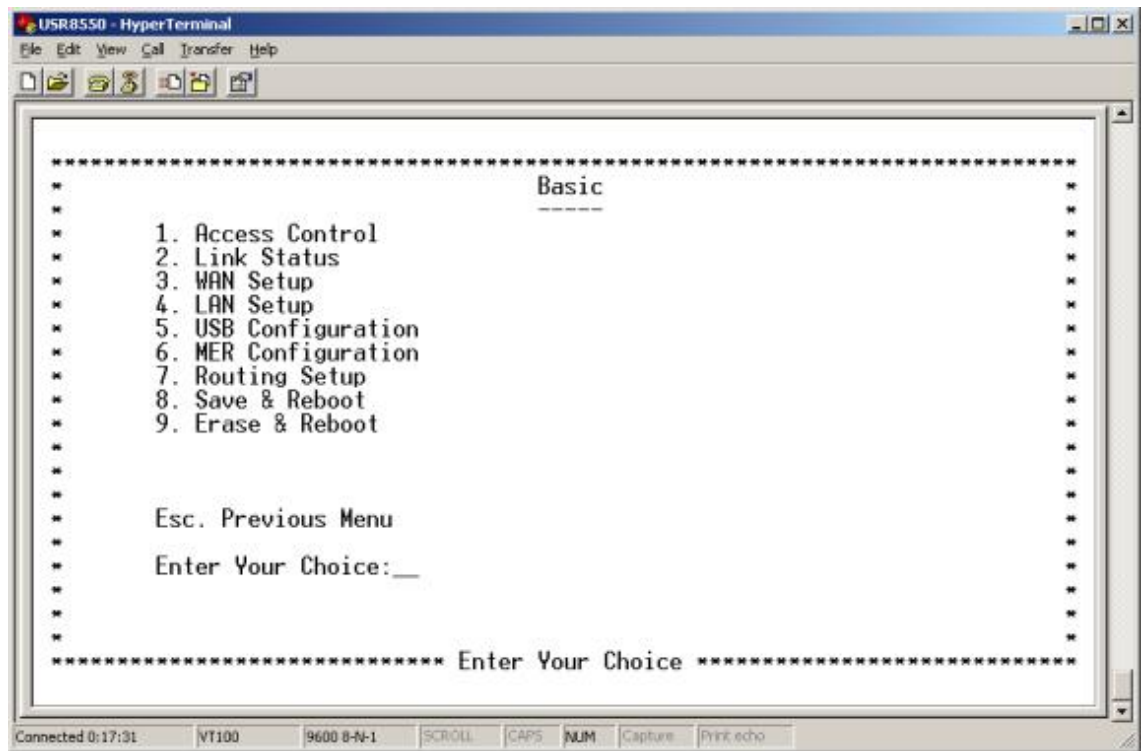 USR8550 - HyperTerminal
File Edit View Call Transfer Help
******************************************************************************
* Basic *
* ----- *
* 1. Access Control *
* 2. Link Status *
* 3. WAN Setup *
* 4. LAN Setup *
* 5. USB Configuration *
* 6. MER Configuration *
* 7. Routing Setup *
* 8. Save & Reboot *
* 9. Erase & Reboot *
* *
* *
* *
* Esc. Previous Menu *
* *
* Enter Your Choice:__ *
* *
* *
* *
****************************** Enter Your Choice *****************************
Connected 0:17:31 VT100 9600 8-N-1 SCROLL CAPS NUM Capture Print echo